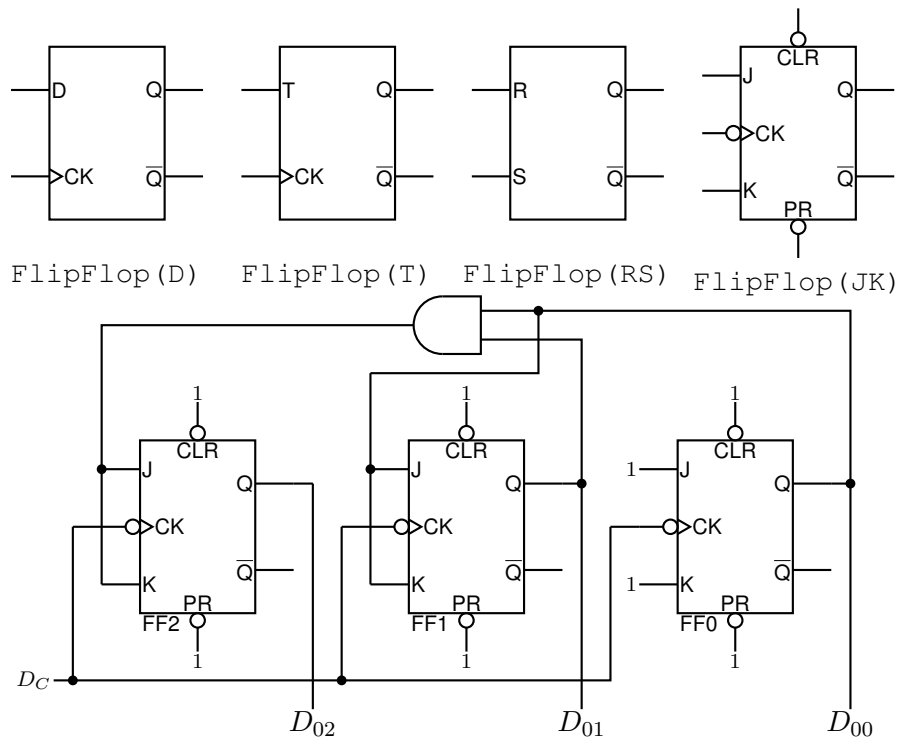 D Q CK Q̅
T Q CK Q̅
R Q S Q̅
CLR J Q CK Q̅ K PR
FlipFlop(D)
FlipFlop(T)
FlipFlop(RS)
FlipFlop(JK)
1 CLR J Q CK Q̅ K PR FF2 1
1 CLR J Q CK Q̅ K PR FF1 1
1 CLR 1 J Q CK Q̅ 1 K PR FF0 1
D_C
D_02
D_01
D_00